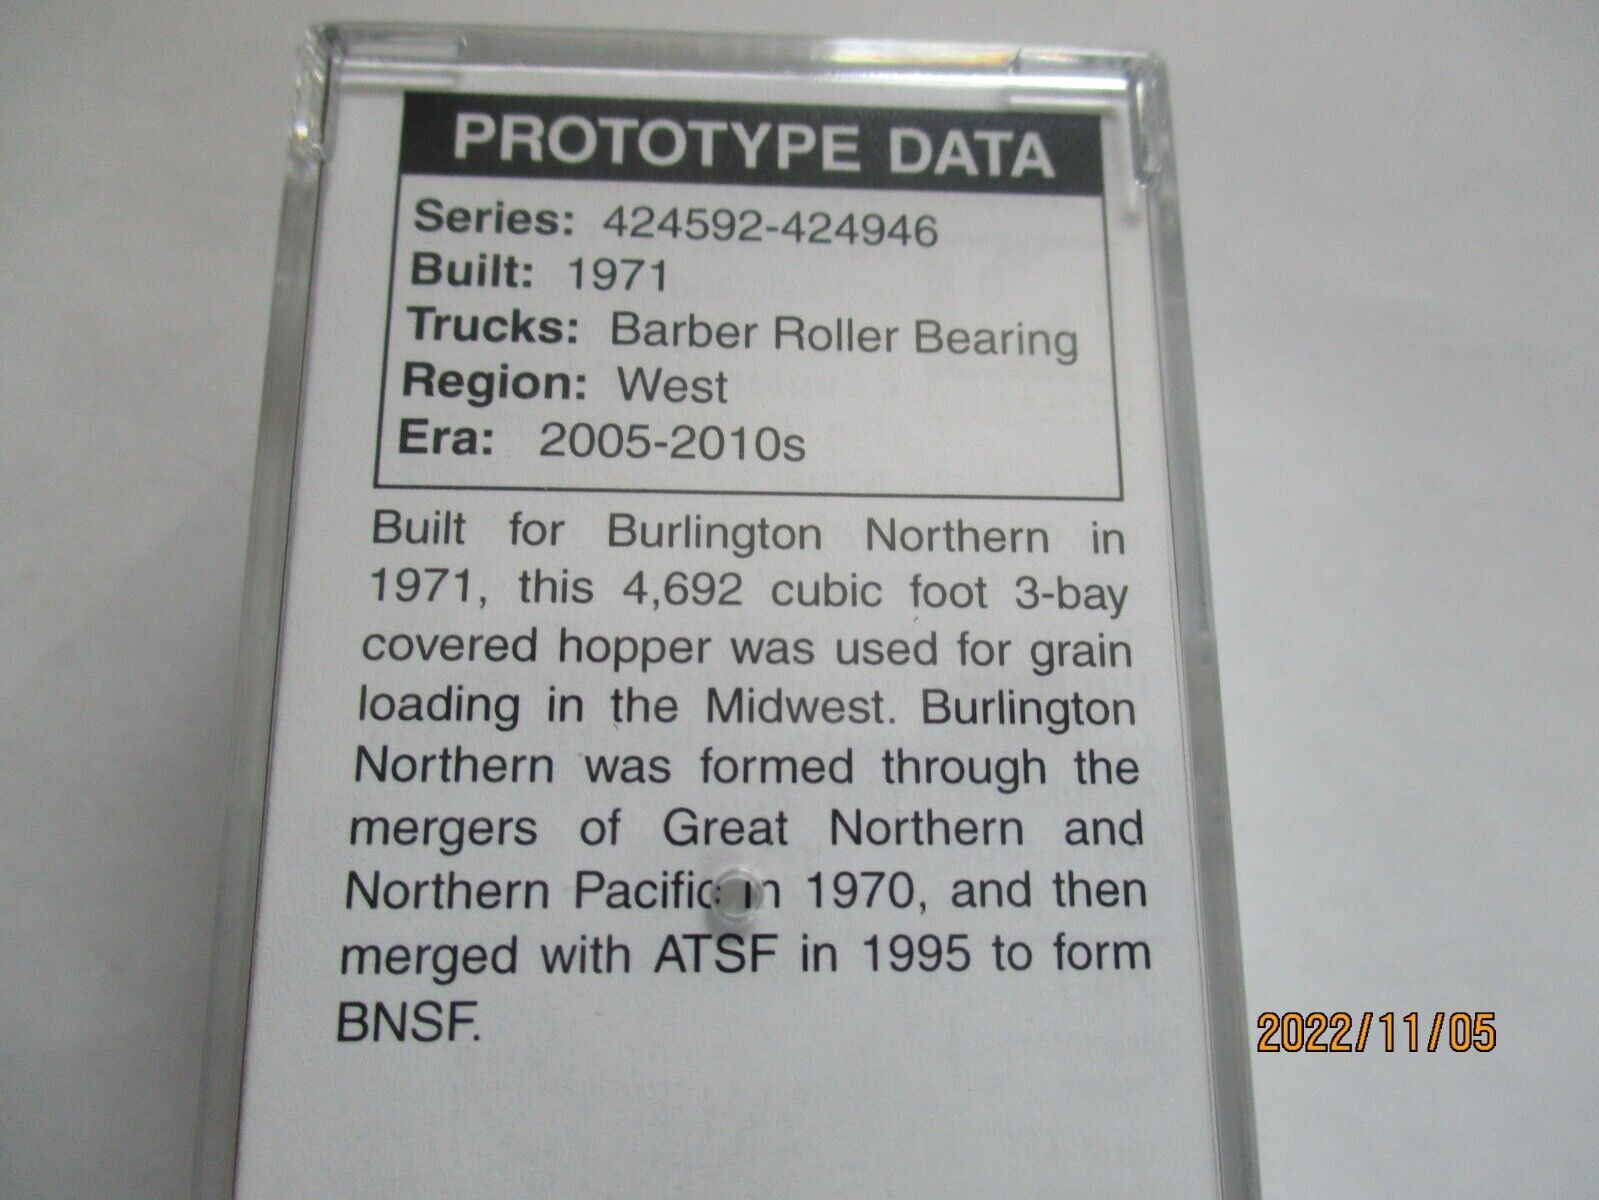 PROTOTYPE DATA
Series: 424592-424946
Built: 1971
Trucks: Barber Roller Bearing
Region: West
Era: 2005-2010s
Built for Burlington Northern in
1971, this 4,692 cubic foot 3-bay
covered hopper was used for grain
loading in the Midwest. Burlington
Northern was formed through the
mergers of Great Northern and
Northern Pacific in 1970, and then
merged with ATSF in 1995 to form
BNSF.
2022/11/05